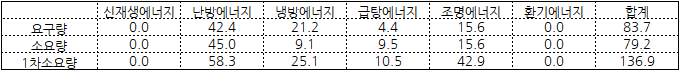 신재생에너지 난방에너지 냉방에너지 급탕에너지 조명에너지 환기에너지 합계
요구량 0.0 42.4 21.2 4.4 15.6 0.0 83.7
소요량 0.0 45.0 9.1 9.5 15.6 0.0 79.2
1차소요량 0.0 58.3 25.1 10.5 42.9 0.0 136.9